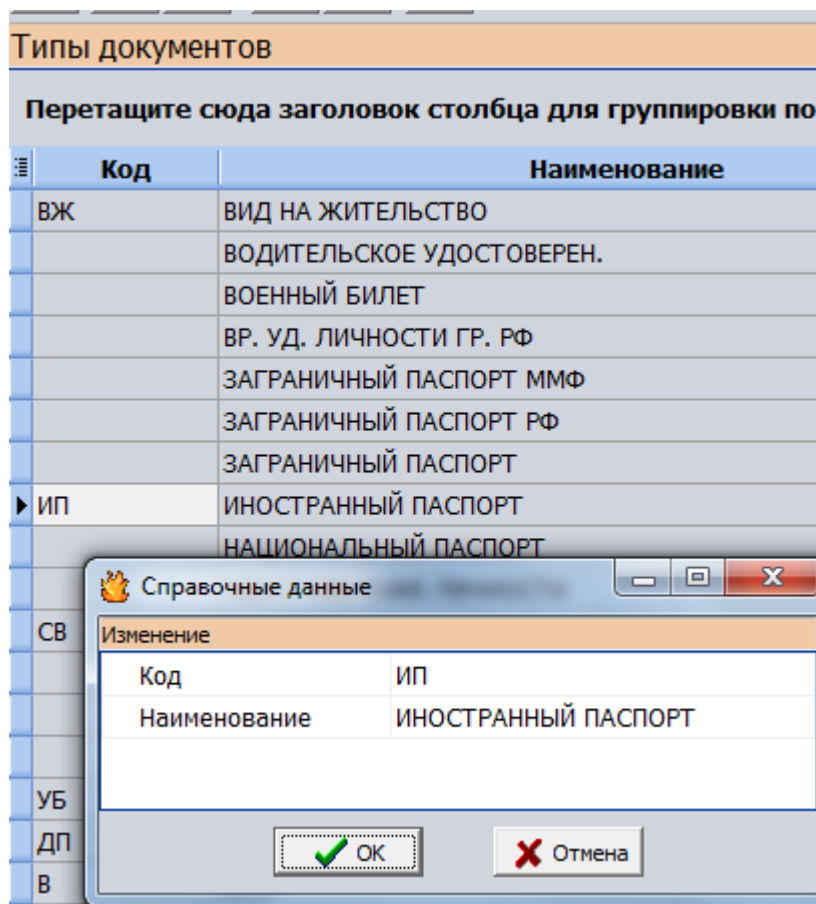 Типы документов
Перетащите сюда заголовок столбца для группировки по
Код Наименование
ВЖ ВИД НА ЖИТЕЛЬСТВО
ВОДИТЕЛЬСКОЕ УДОСТОВЕРЕН.
ВОЕННЫЙ БИЛЕТ
ВР. УД. ЛИЧНОСТИ ГР. РФ
ЗАГРАНИЧНЫЙ ПАСПОРТ ММФ
ЗАГРАНИЧНЫЙ ПАСПОРТ РФ
ЗАГРАНИЧНЫЙ ПАСПОРТ
ИП ИНОСТРАННЫЙ ПАСПОРТ
НАЦИОНАЛЬНЫЙ ПАСПОРТ
Справочные данные
СВ Изменение
Код ИП
Наименование ИНОСТРАННЫЙ ПАСПОРТ
УБ
ДП OK Отмена
В